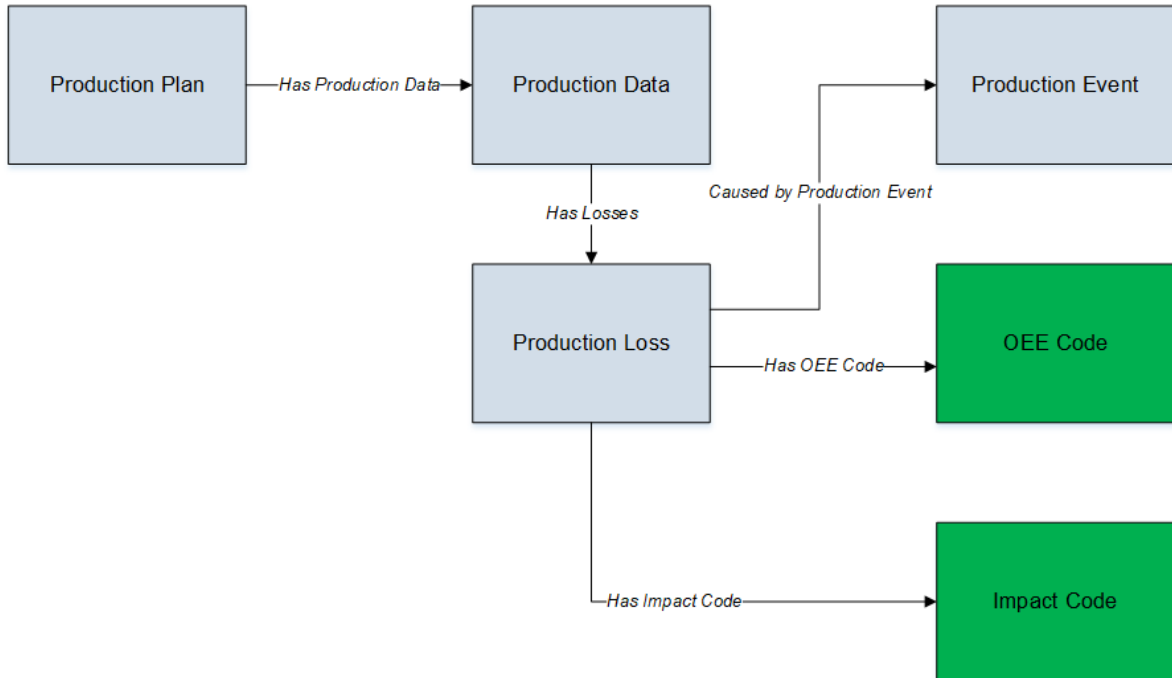 Production Plan
Has Production Data
Production Data
Production Event
Caused by Production Event
Has Losses
Production Loss
Has OEE Code
OEE Code
Has Impact Code
Impact Code